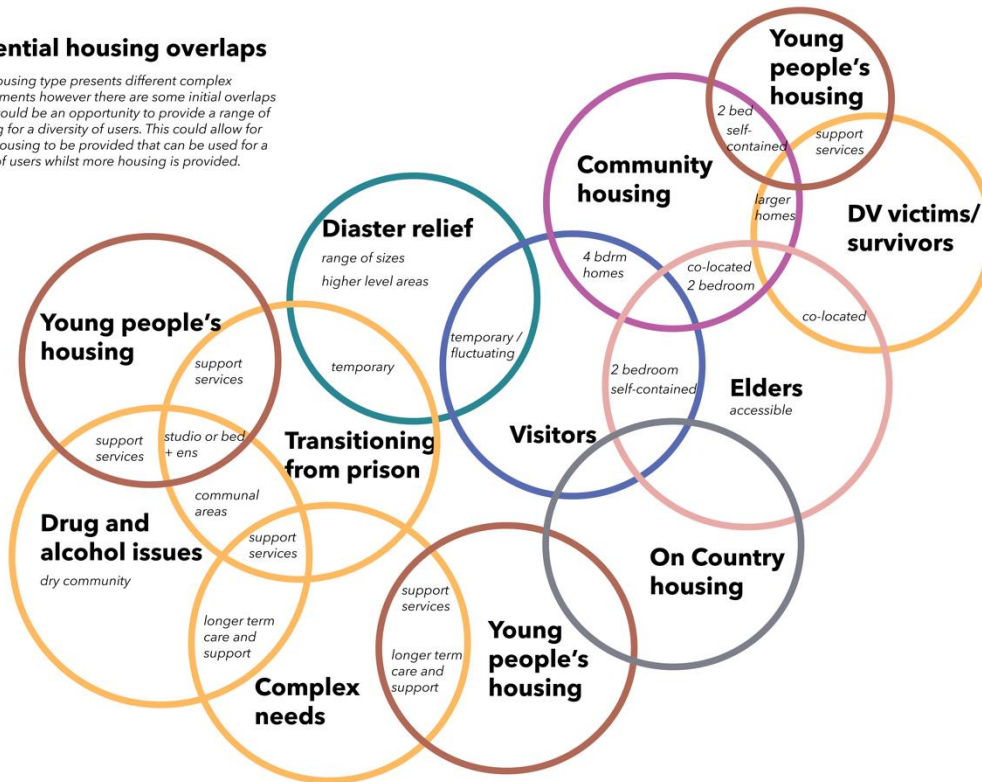 ential housing overlaps
ousing type presents different complex
ments however there are some initial overlaps
ould be an opportunity to provide a range of
g for a diversity of users. This could allow for
ousing to be provided that can be used for a
of users whilst more housing is provided.
Young
people's
housing
2 bed
self-
contained
support
services
Community
housing
larger
homes
DV victims/
survivors
Diaster relief
range of sizes
higher level areas
4 bdrm
homes
co-located
2 bedroom
co-located
Young people's
housing
support
services
temporary
temporary /
fluctuating
2 bedroom
self-contained
Elders
accessible
Visitors
support
services
studio or bed
+ ens
Transitioning
from prison
communal
areas
Drug and
alcohol issues
dry community
support
services
On Country
housing
longer term
care and
support
support
services
longer term
care and
support
Young
people's
housing
Complex
needs